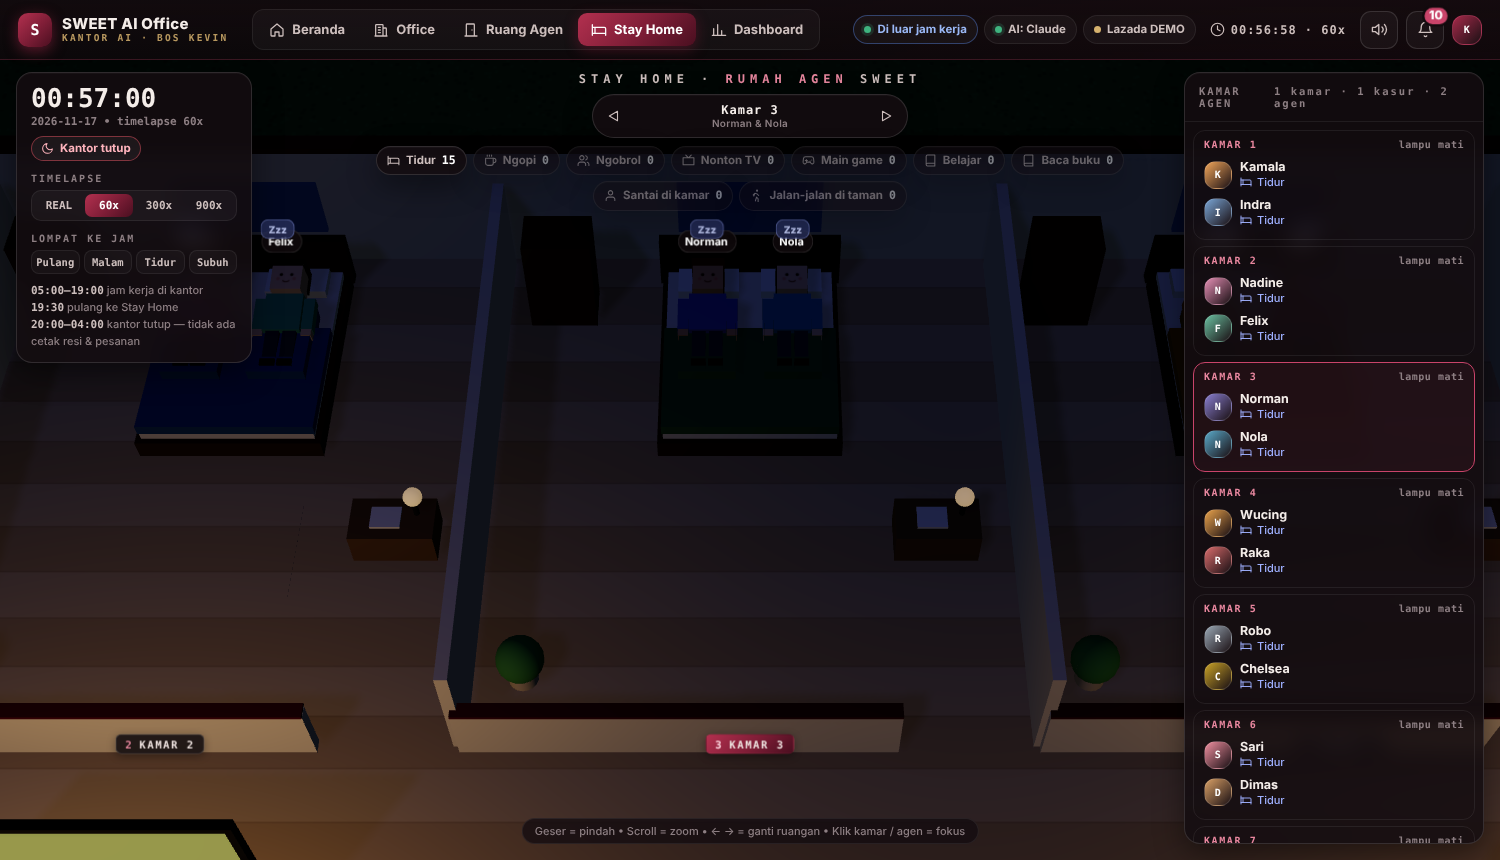 S
SWEET AI Office
KANTOR AI · BOS KEVIN
Beranda
Office
Ruang Agen
Stay Home
Dashboard
Di luar jam kerja
AI: Claude
Lazada DEMO
00:56:58 · 60x
10
K
00:57:00
2026-11-17 • timelapse 60x
Kantor tutup
TIMELAPSE
REAL 60x 300x 900x
LOMPAT KE JAM
Pulang Malam Tidur Subuh
05:00–19:00 jam kerja di kantor
19:30 pulang ke Stay Home
20:00–04:00 kantor tutup — tidak ada
cetak resi & pesanan
STAY HOME · RUMAH AGEN SWEET
Kamar 3
Norman & Nola
Tidur 15
Ngopi 0
Ngobrol 0
Nonton TV 0
Main game 0
Belajar 0
Baca buku 0
Santai di kamar 0
Jalan-jalan di taman 0
Zzz
Felix
Zzz
Norman
Zzz
Nola
2 KAMAR 2
3 KAMAR 3
Geser = pindah • Scroll = zoom • ← → = ganti ruangan • Klik kamar / agen = fokus
KAMAR AGEN
1 kamar · 1 kasur · 2 agen
KAMAR 1 lampu mati
K Kamala
Tidur
I Indra
Tidur
KAMAR 2 lampu mati
N Nadine
Tidur
F Felix
Tidur
KAMAR 3 lampu mati
N Norman
Tidur
N Nola
Tidur
KAMAR 4 lampu mati
W Wucing
Tidur
R Raka
Tidur
KAMAR 5 lampu mati
R Robo
Tidur
C Chelsea
Tidur
KAMAR 6 lampu mati
S Sari
Tidur
D Dimas
Tidur
KAMAR 7 lampu mati